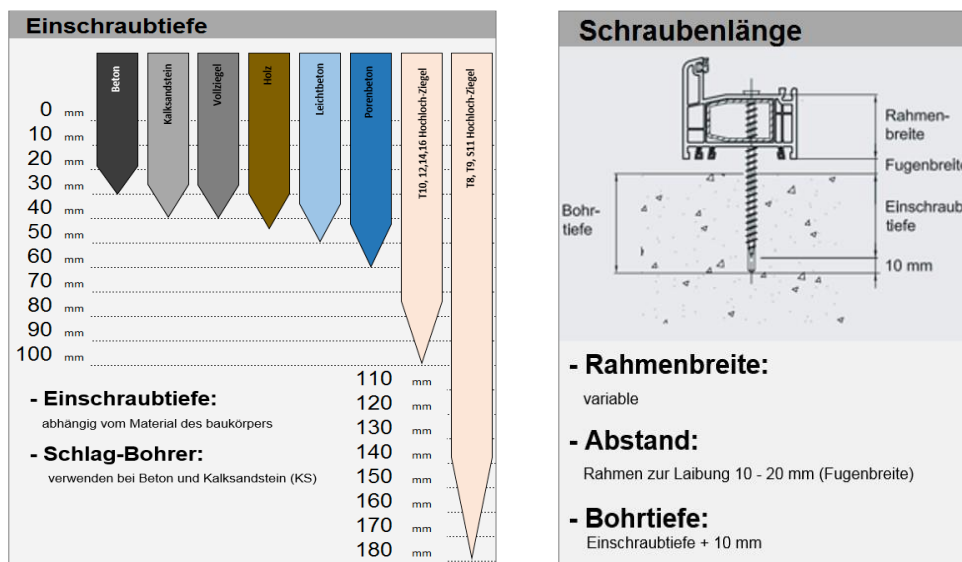 Einschraubtiefe
Beton
Kalksandstein
Vollziegel
Holz
Leichtbeton
Porenbeton
T10, 12,14,16 Hochloch-Ziegel
T8, T9, S11 Hochloch-Ziegel
0 mm
10 mm
20 mm
30 mm
40 mm
50 mm
60 mm
70 mm
80 mm
90 mm
100 mm
110 mm
120 mm
130 mm
140 mm
150 mm
160 mm
170 mm
180 mm
- Einschraubtiefe:
abhängig vom Material des baukörpers
- Schlag-Bohrer:
verwenden bei Beton und Kalksandstein (KS)
Schraubenlänge
Rahmen-
breite
Fugenbreite
Bohr-
tiefe
Einschraub
tiefe
10 mm
- Rahmenbreite:
variable
- Abstand:
Rahmen zur Laibung 10 - 20 mm (Fugenbreite)
- Bohrtiefe:
Einschraubtiefe + 10 mm